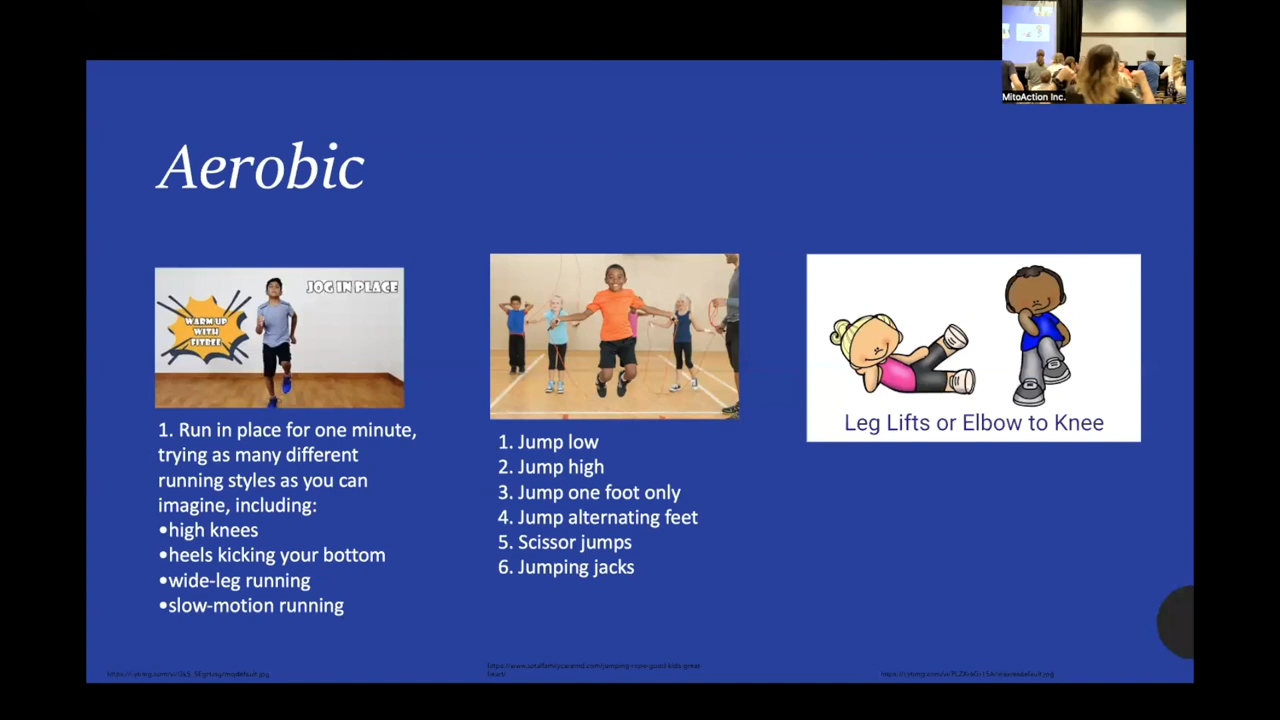 MitoAction Inc.
Aerobic
JOG IN PLACE
WARM UP
WITH
FITBEE
1. Run in place for one minute,
trying as many different
running styles as you can
imagine, including:
•high knees
•heels kicking your bottom
•wide-leg running
•slow-motion running
1. Jump low
2. Jump high
3. Jump one foot only
4. Jump alternating feet
5. Scissor jumps
6. Jumping jacks
Leg Lifts or Elbow to Knee